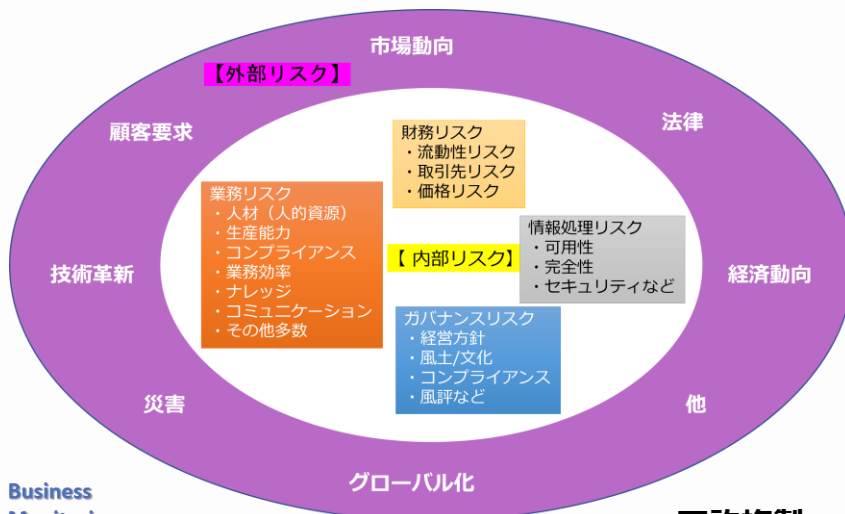 市場動向
【外部リスク】
顧客要求
法律
財務リスク
・流動性リスク
・取引先リスク
・価格リスク
業務リスク
・人材（人的資源）
・生産能力
・コンプライアンス
・業務効率
・ナレッジ
・コミュニケーション
・その他多数
【 内部リスク】
情報処理リスク
・可用性
・完全性
・セキュリティなど
技術革新
経済動向
ガバナンスリスク
・経営方針
・風土/文化
・コンプライアンス
・風評など
災害
他
グローバル化
Business